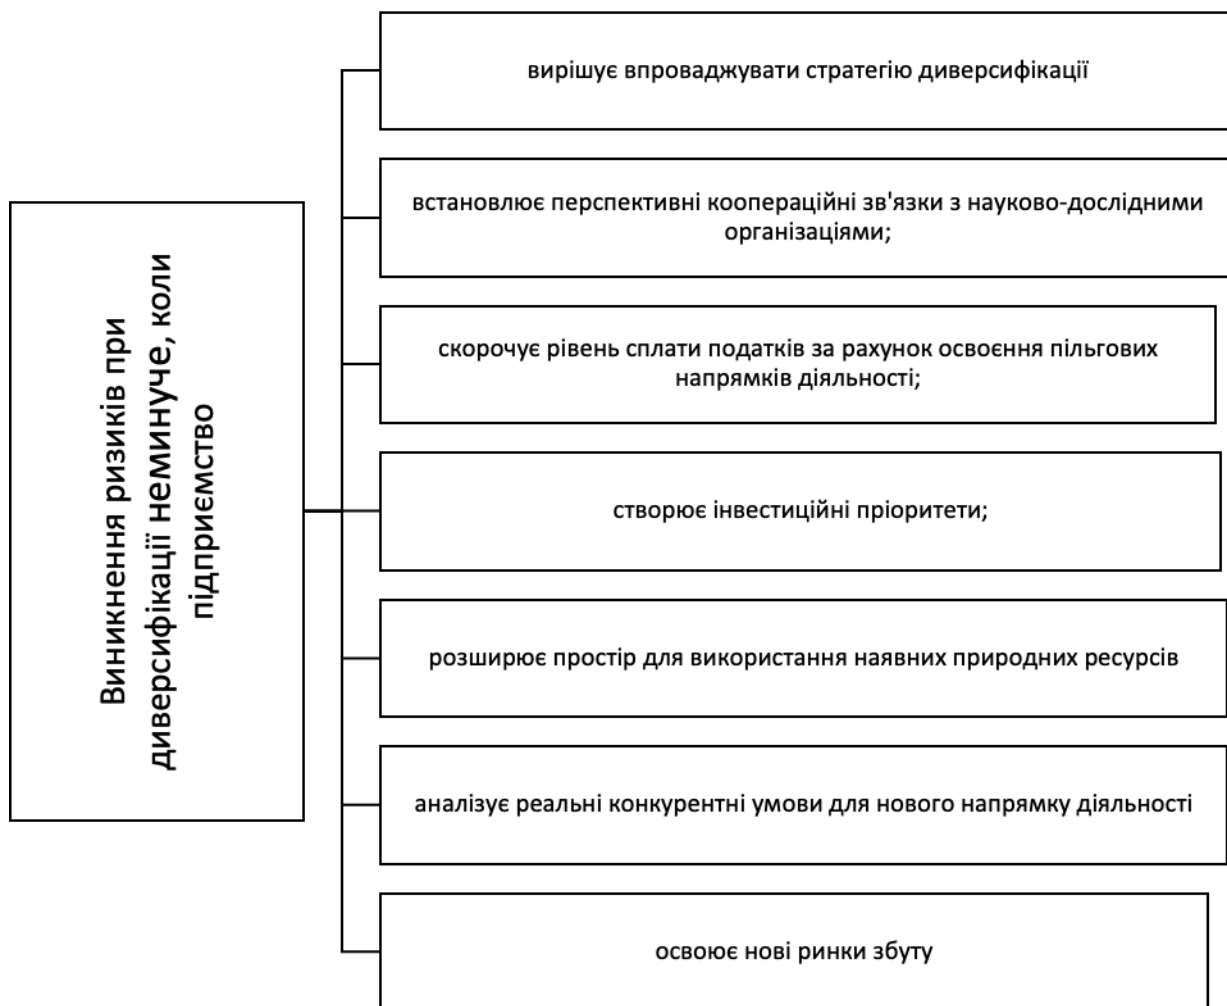 Виникнення ризиків при
диверсифікації неминуче, коли
підприємство
вирішує впроваджувати стратегію диверсифікації
встановлює перспективні коопераційні зв'язки з науково-дослідними
організаціями;
скорочує рівень сплати податків за рахунок освоєння пільгових
напрямків діяльності;
створює інвестиційні пріоритети;
розширює простір для використання наявних природних ресурсів
аналізує реальні конкурентні умови для нового напрямку діяльності
освоює нові ринки збуту